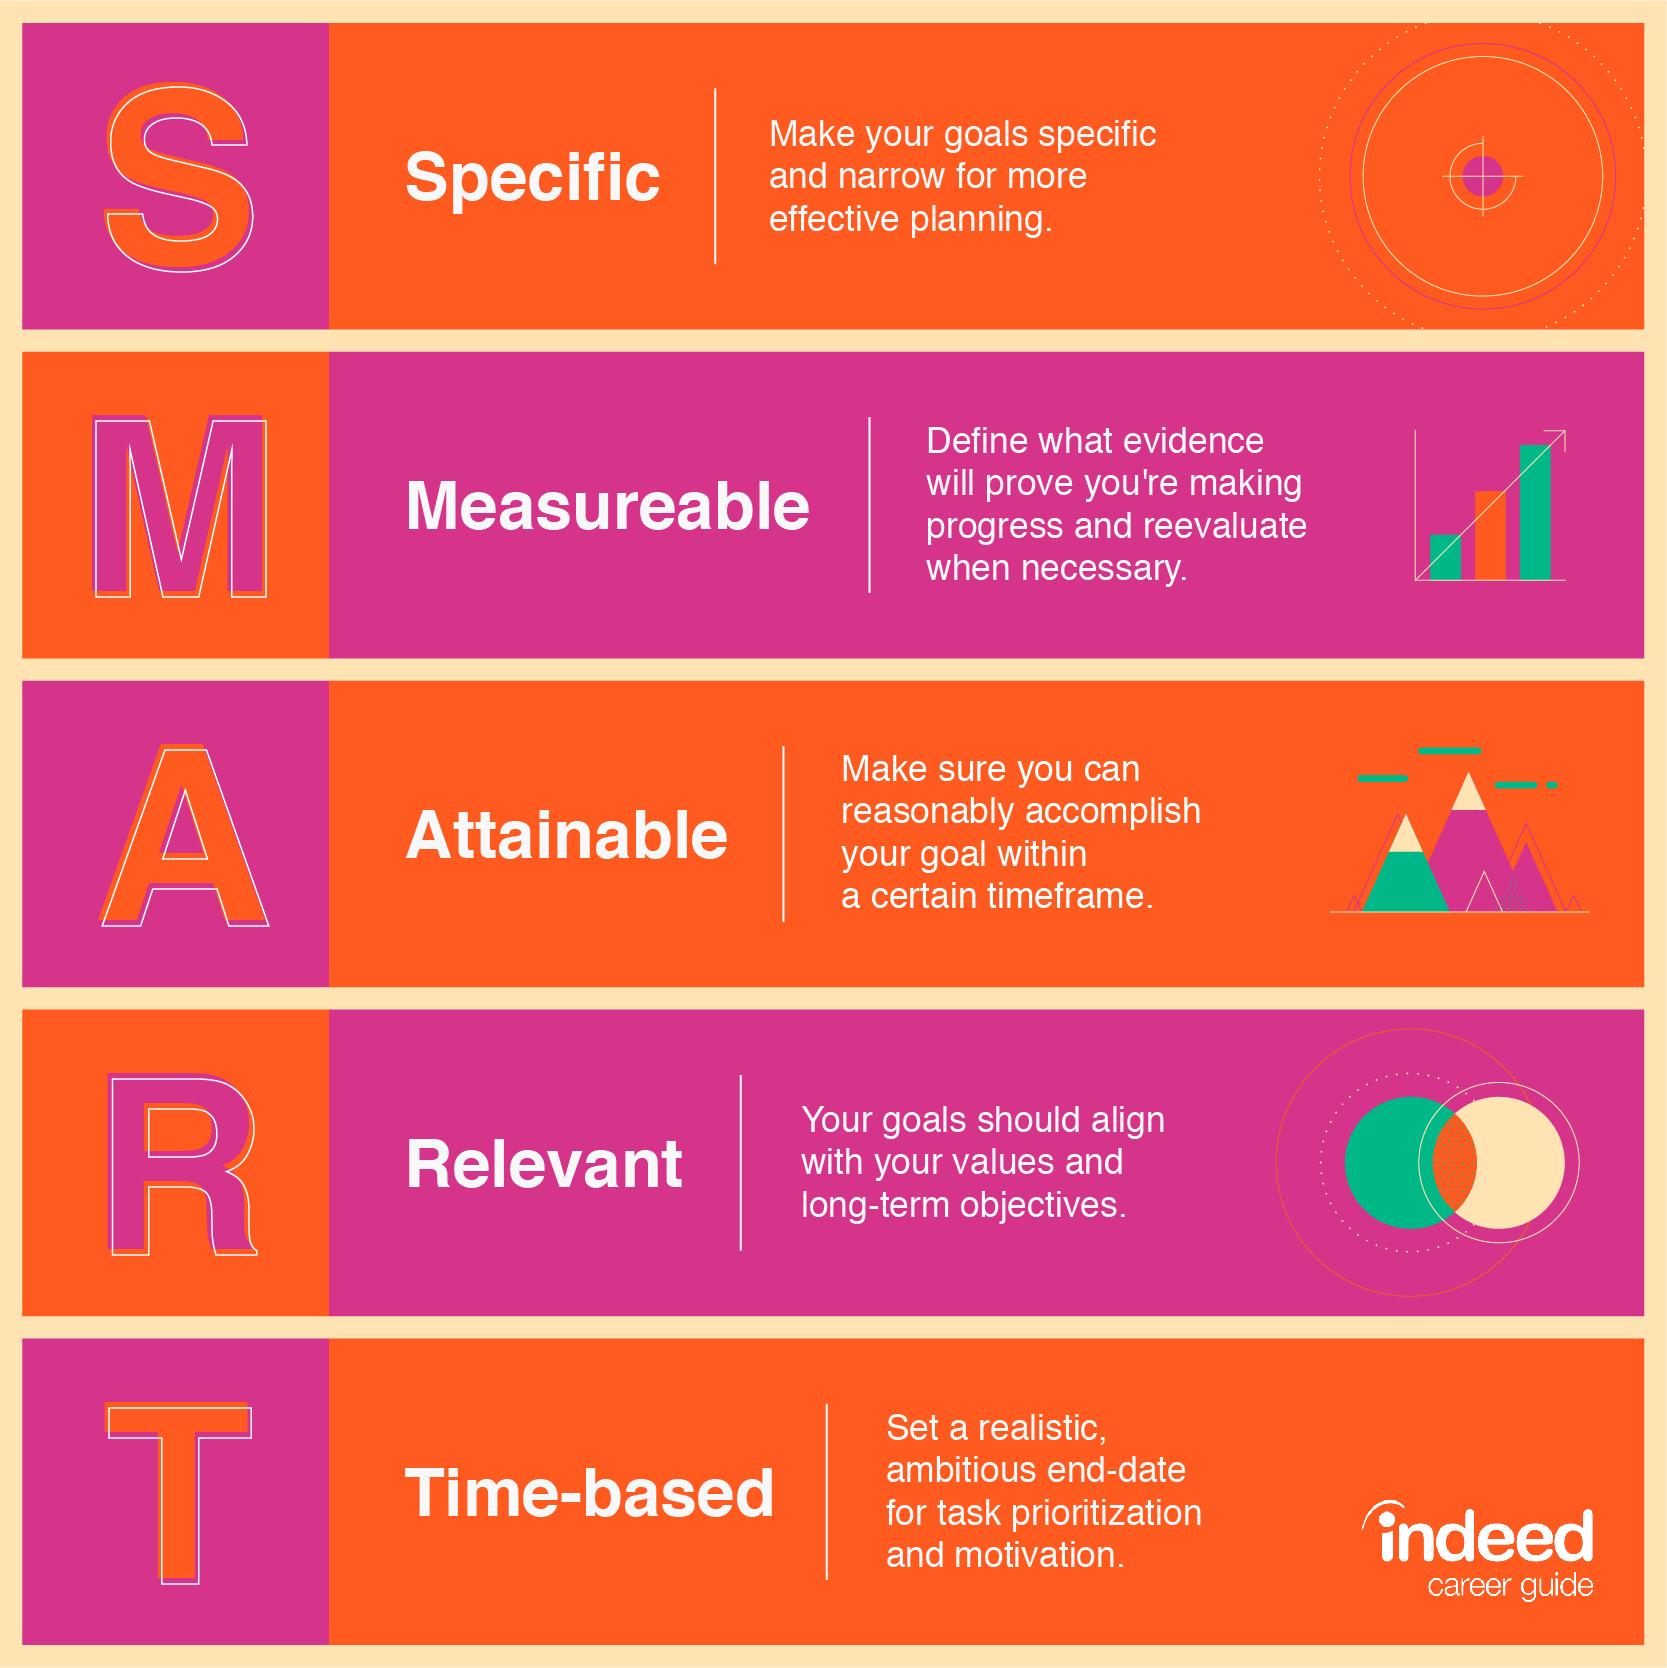 S
Specific
Make your goals specific
and narrow for more
effective planning.
M
Measureable
Define what evidence
will prove you're making
progress and reevaluate
when necessary.
A
Attainable
Make sure you can
reasonably accomplish
your goal within
a certain timeframe.
R
Relevant
Your goals should align
with your values and
long-term objectives.
T
Time-based
Set a realistic,
ambitious end-date
for task prioritization
and motivation.
indeed
career guide